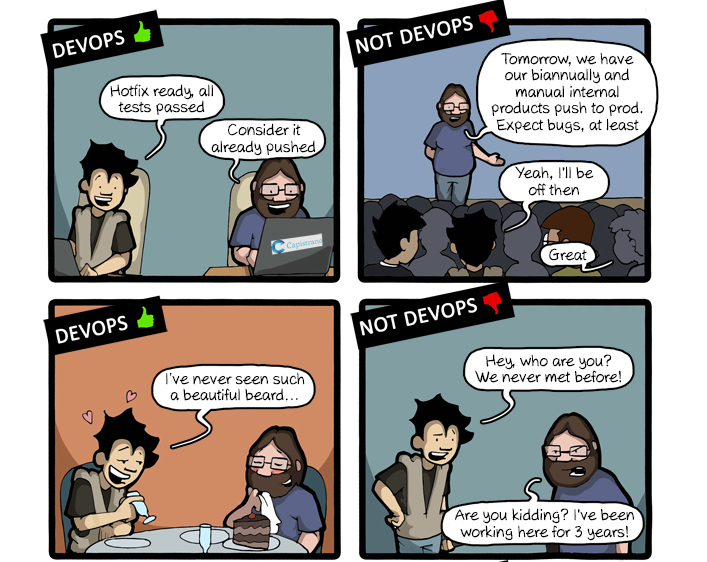 DEVOPS
Hotfix ready, all
tests passed
Consider it
already pushed
Capistrano
NOT DEVOPS
Tomorrow, we have
our biannually and
manual internal
products push to prod.
Expect bugs, at least
Yeah, I'll be
off then
Great
DEVOPS
I've never seen such
a beautiful beard...
NOT DEVOPS
Hey, who are you?
We never met before!
Are you kidding? I've been
working here for 3 years!